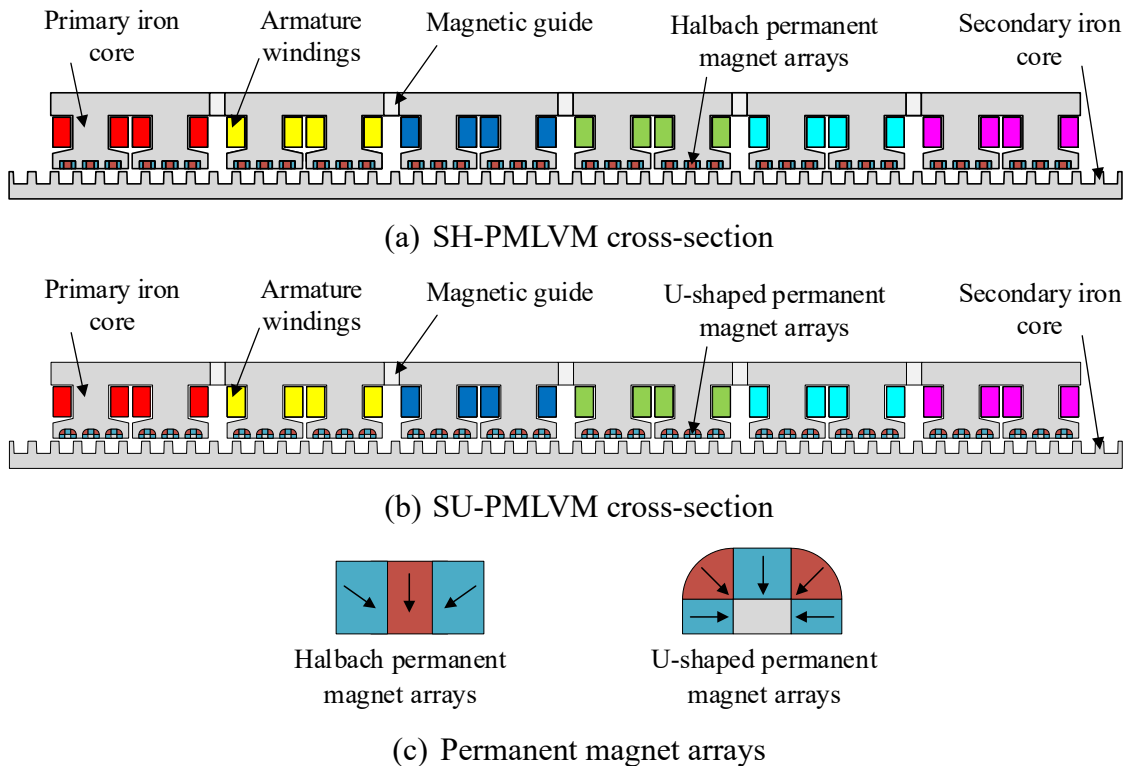 Primary iron
core
Armature
windings
Magnetic guide
Halbach permanent
magnet arrays
Secondary iron
core
(a) SH-PMLVM cross-section
Primary iron
core
Armature
windings
Magnetic guide
U-shaped permanent
magnet arrays
Secondary iron
core
(b) SU-PMLVM cross-section
Halbach permanent
magnet arrays
U-shaped permanent
magnet arrays
(c) Permanent magnet arrays